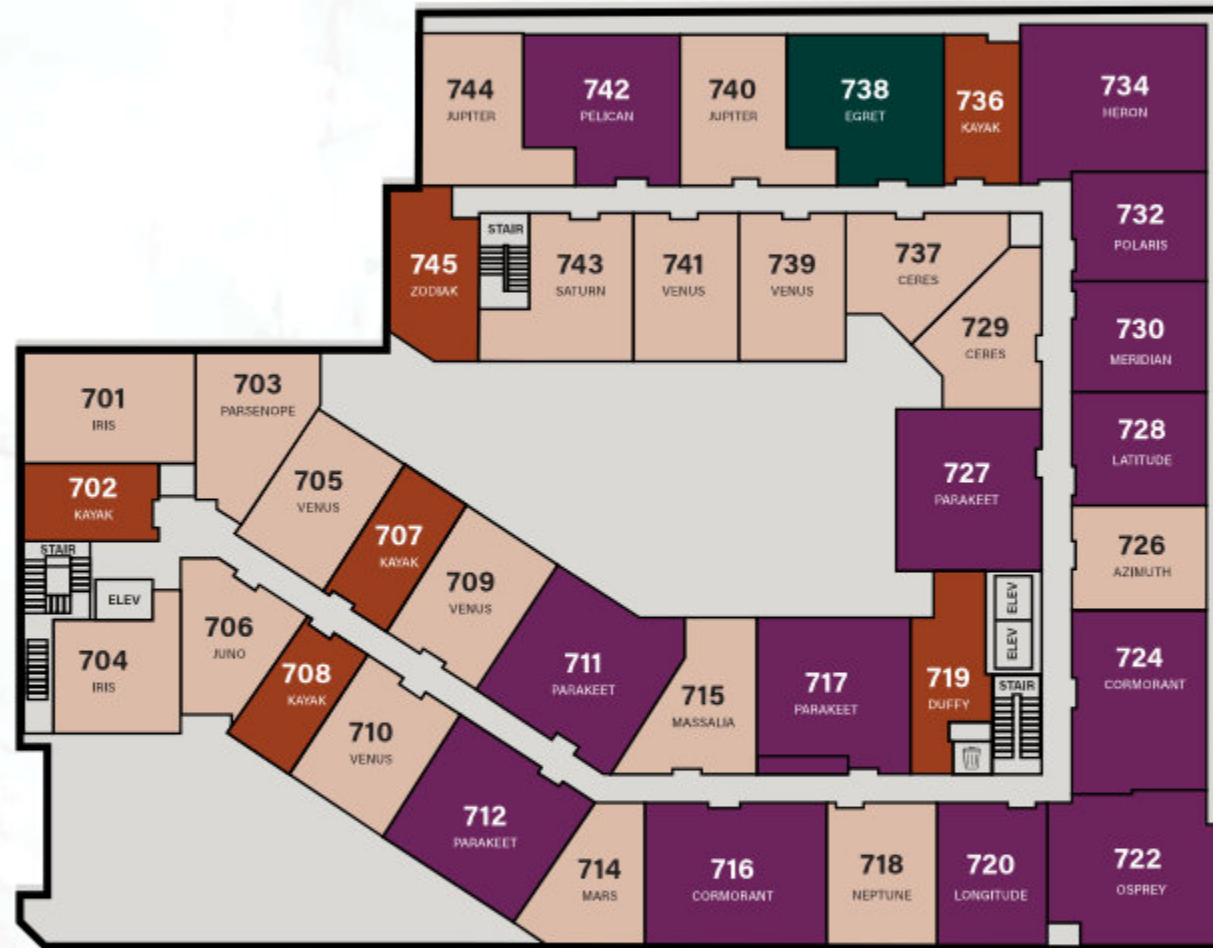 744
JUPITER
742
PELICAN
740
JUPITER
738
EGRET
736
KAYAK
734
HERON
732
POLARIS
745
ZODIAK
STAIR
743
SATURN
741
VENUS
739
VENUS
737
CERES
729
CERES
730
MERIDIAN
701
IRIS
703
PARSENOPE
702
KAYAK
705
VENUS
707
KAYAK
709
VENUS
727
PARAKEET
728
LATITUDE
726
AZIMUTH
STAIR
ELEV
704
IRIS
706
JUNO
708
KAYAK
710
VENUS
711
PARAKEET
715
MASSALIA
717
PARAKEET
719
DUFFY
ELEV
ELEV
STAIR
724
CORMORANT
712
PARAKEET
714
MARS
716
CORMORANT
718
NEPTUNE
720
LONGITUDE
722
OSPREY